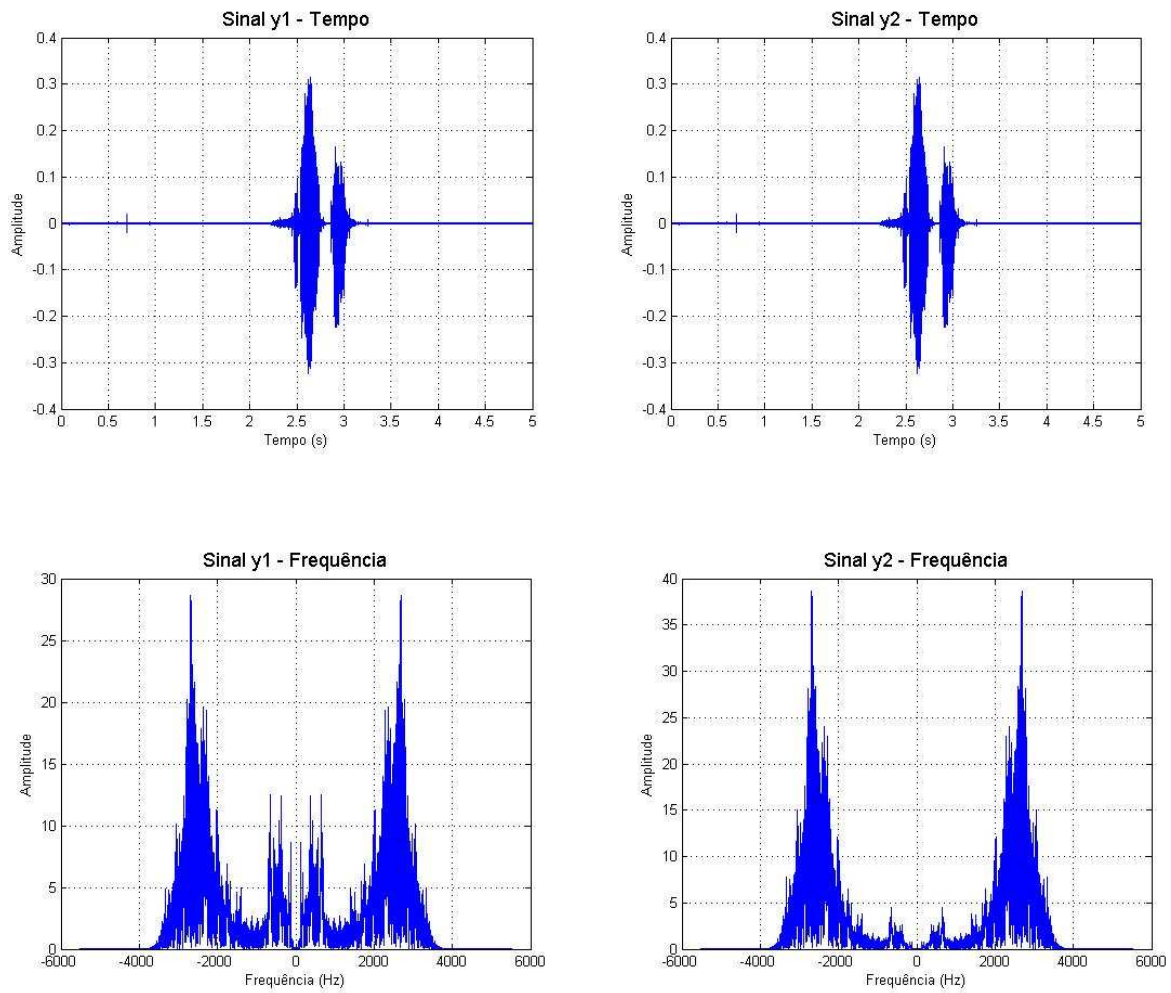 Sinal y1 - Tempo
0.4
0.3
0.2
0.1
0
-0.1
-0.2
-0.3
-0.4
Amplitude
0 0.5 1 1.5 2 2.5 3 3.5 4 4.5 5
Tempo (s)
Sinal y2 - Tempo
0.4
0.3
0.2
0.1
0
-0.1
-0.2
-0.3
-0.4
Amplitude
0 0.5 1 1.5 2 2.5 3 3.5 4 4.5 5
Tempo (s)
Sinal y1 - Frequência
30
25
20
15
10
5
0
Amplitude
-6000 -4000 -2000 0 2000 4000 6000
Frequência (Hz)
Sinal y2 - Frequência
40
35
30
25
20
15
10
5
0
Amplitude
-6000 -4000 -2000 0 2000 4000 6000
Frequência (Hz)